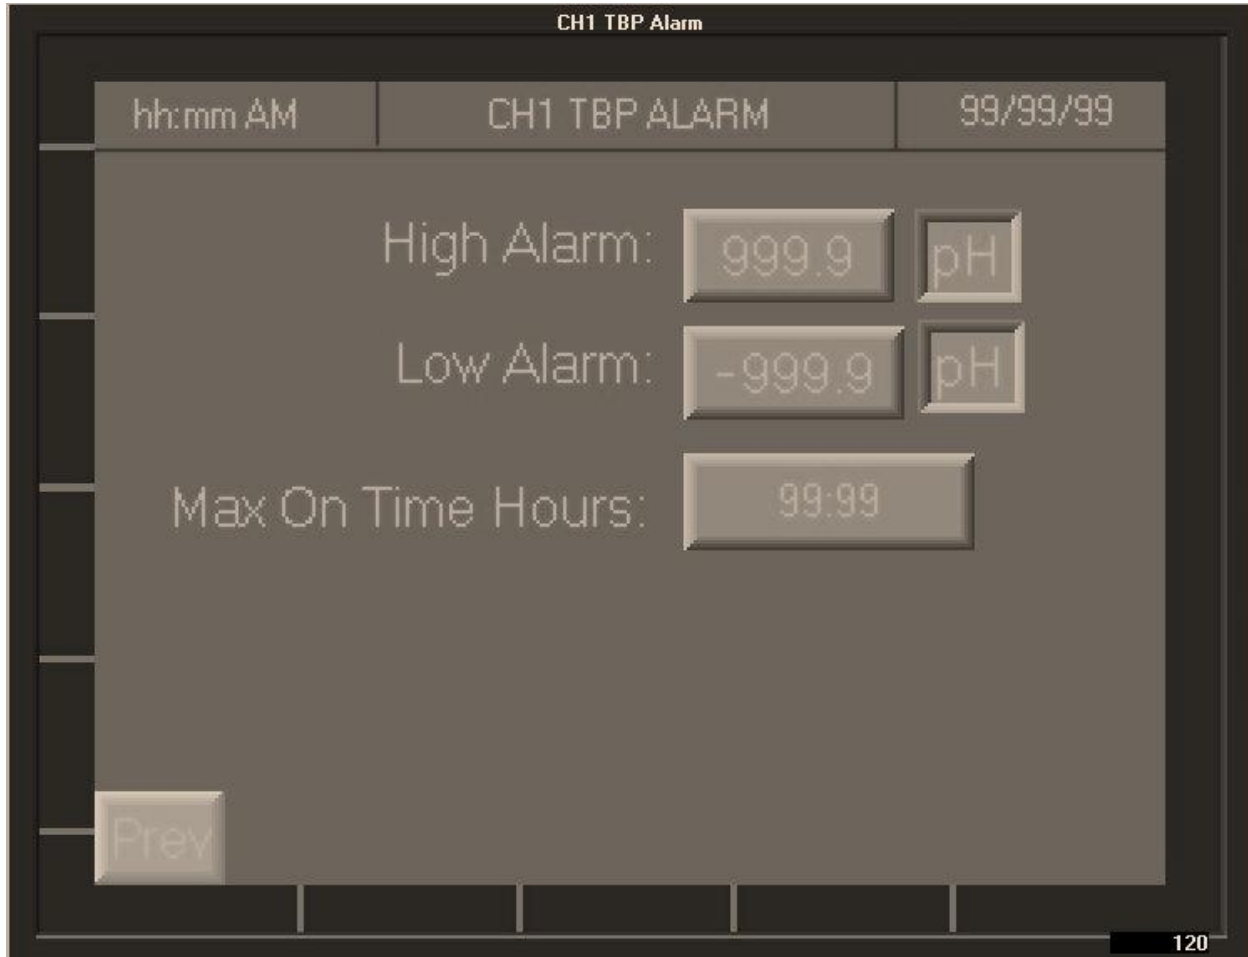 CH1 TBP Alarm
hh:mm AM CH1 TBP ALARM 99/99/99
High Alarm: 999.9 pH
Low Alarm: -999.9 pH
Max On Time Hours: 99:99
Prev
120